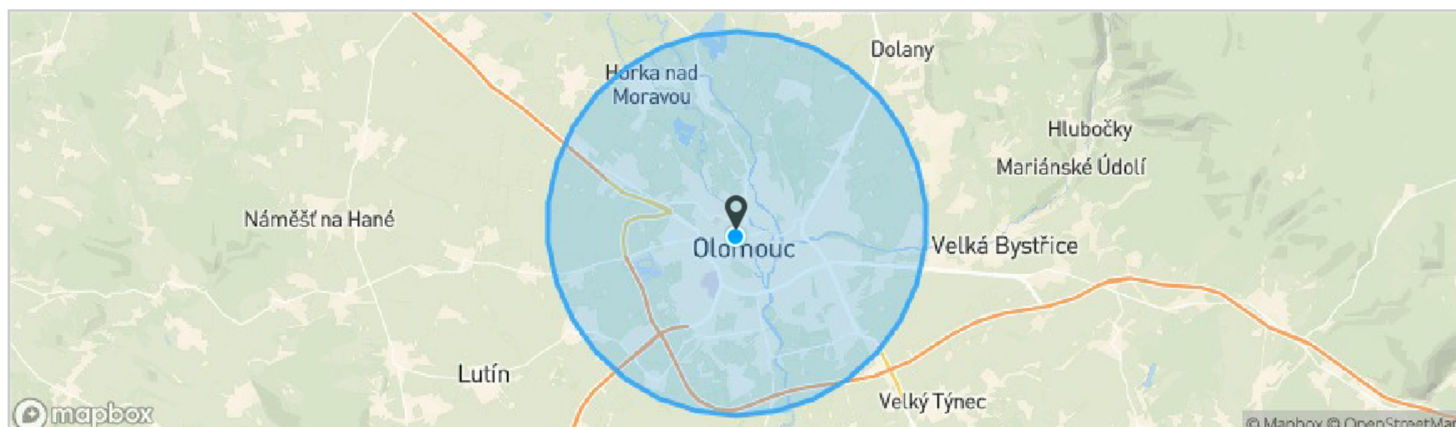 Dolany
Horka nad
Moravou
Hlubočky
Mariánské Údolí
Náměšť na Hané
Olomouc
Velká Bystřice
Lutín
Velký Týnec
mapbox
© Mapbox © OpenStreetMap